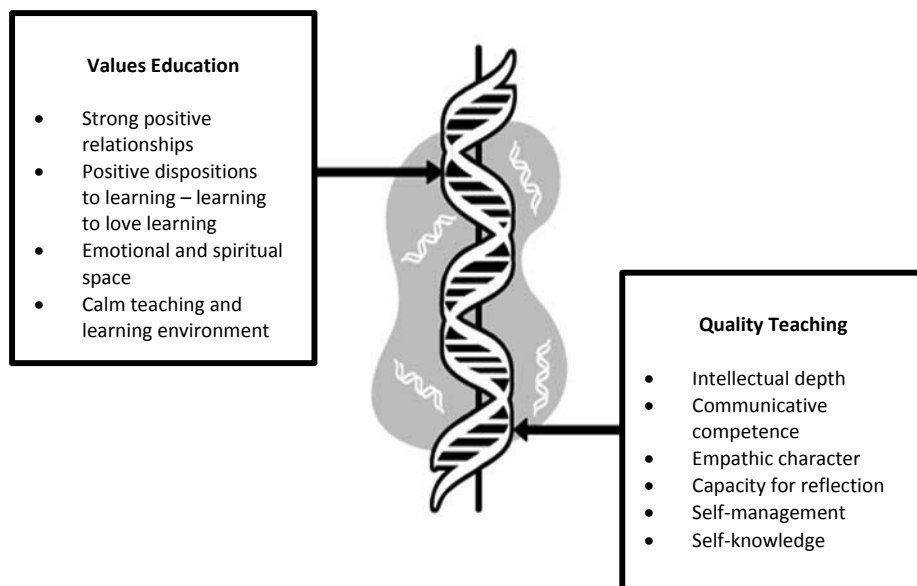 Values Education
• Strong positive
relationships
• Positive dispositions
to learning – learning
to love learning
• Emotional and spiritual
space
• Calm teaching and
learning environment
Quality Teaching
• Intellectual depth
• Communicative
competence
• Empathic character
• Capacity for reflection
• Self-management
• Self-knowledge